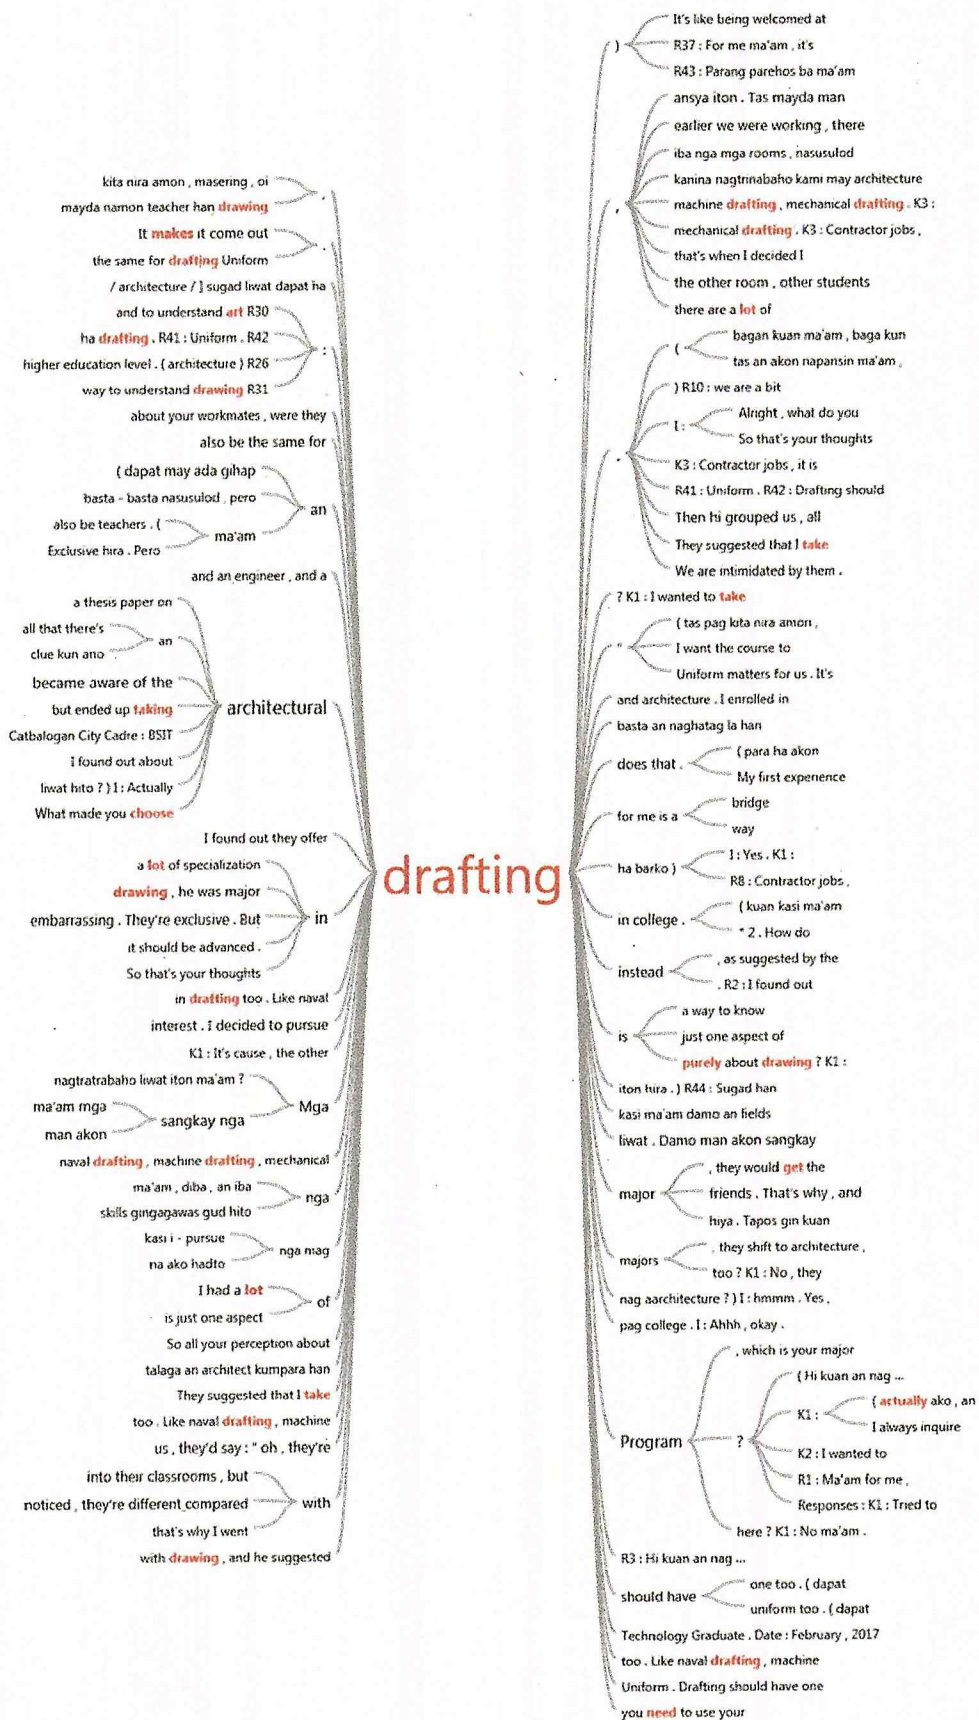 kita nira amon , masering , oi
mayda namon teacher han drawing
,
It makes it come out
the same for drafting Uniform
.
/ architecture / ] sugad liwat dapat ha
and to understand art R30
ha drafting . R41 : Uniform . R42
higher education level . ( architecture ) R26
way to understand drawing R31
:
about your workmates , were they
also be the same for
( dapat may ada gihap
basta - basta nasusulod , pero
also be teachers . (
Exclusive hira . Pero
ma'am
an
and an engineer , and a
a thesis paper on
all that there's
clue kun ano
an
became aware of the
but ended up taking
architectural
Catbalogan City Cadre : BSIT
I found out about
liwat hito ? ) I : Actually
What made you choose
I found out they offer
a lot of specialization
drawing , he was major
embarrassing . They're exclusive . But
in
it should be advanced .
So that's your thoughts
in drafting too . Like naval
interest . I decided to pursue
K1 : It's cause , the other
nagtratrabaho liwat iton ma'am ?
ma'am mga
man akon
sangkay nga
Mga
naval drafting , machine drafting , mechanical
ma'am , diba , an iba
skills gingagawas gud hito
nga
kasi i - pursue
na ako hadto
nga mag
I had a lot
is just one aspect
of
So all your perception about
talaga an architect kumpara han
They suggested that I take
too . Like naval drafting , machine
us , they'd say : " oh , they're
into their classrooms , but
noticed , they're different compared
that's why I went
with
with drawing , and he suggested
drafting
)
It's like being welcomed at
R37 : For me ma'am , it's
R43 : Parang parehos ba ma'am
,
ansya iton . Tas mayda man
earlier we were working , there
iba nga mga rooms , nasusulod
kanina nagtrinabaho kami may architecture
machine drafting , mechanical drafting . K3 :
mechanical drafting . K3 : Contractor jobs ,
that's when I decided I
the other room , other students
there are a lot of
.
(
bagan kuan ma'am , baga kun
tas an akon napansin ma'am ,
) R10 : we are a bit
I :
Alright , what do you
So that's your thoughts
K3 : Contractor jobs , it is
R41 : Uniform . R42 : Drafting should
Then hi grouped us , all
They suggested that I take
We are intimidated by them .
? K1 : I wanted to take
"
( tas pag kita nira amon ,
I want the course to
Uniform matters for us . It's
and architecture . I enrolled in
basta an naghatag la han
does that .
( para ha akon
My first experience
for me is a
bridge
way
ha barko )
I : Yes . K1 :
R8 : Contractor jobs ,
in college .
( kuan kasi ma'am
* 2 . How do
instead
, as suggested by the
. R2 : I found out
is
a way to know
just one aspect of
purely about drawing ? K1 :
iton hira . ) R44 : Sugad han
kasi ma'am damo an fields
liwat . Damo man akon sangkay
major
, they would get the
friends . That's why , and
hiya . Tapos gin kuan
majors
, they shift to architecture ,
too ? K1 : No , they
nag aarchitecture ? ) I : hmmm . Yes ,
pag college . I : Ahhh , okay .
Program
, which is your major
?
( Hi kuan an nag ...
K1 :
( actually ako , an
I always inquire
K2 : I wanted to
R1 : Ma'am for me ,
Responses : K1 : Tried to
here ? K1 : No ma'am .
R3 : Hi kuan an nag ...
should have
one too . ( dapat
uniform too . ( dapat
Technology Graduate . Date : February , 2017
too . Like naval drafting , machine
Uniform . Drafting should have one
you need to use your